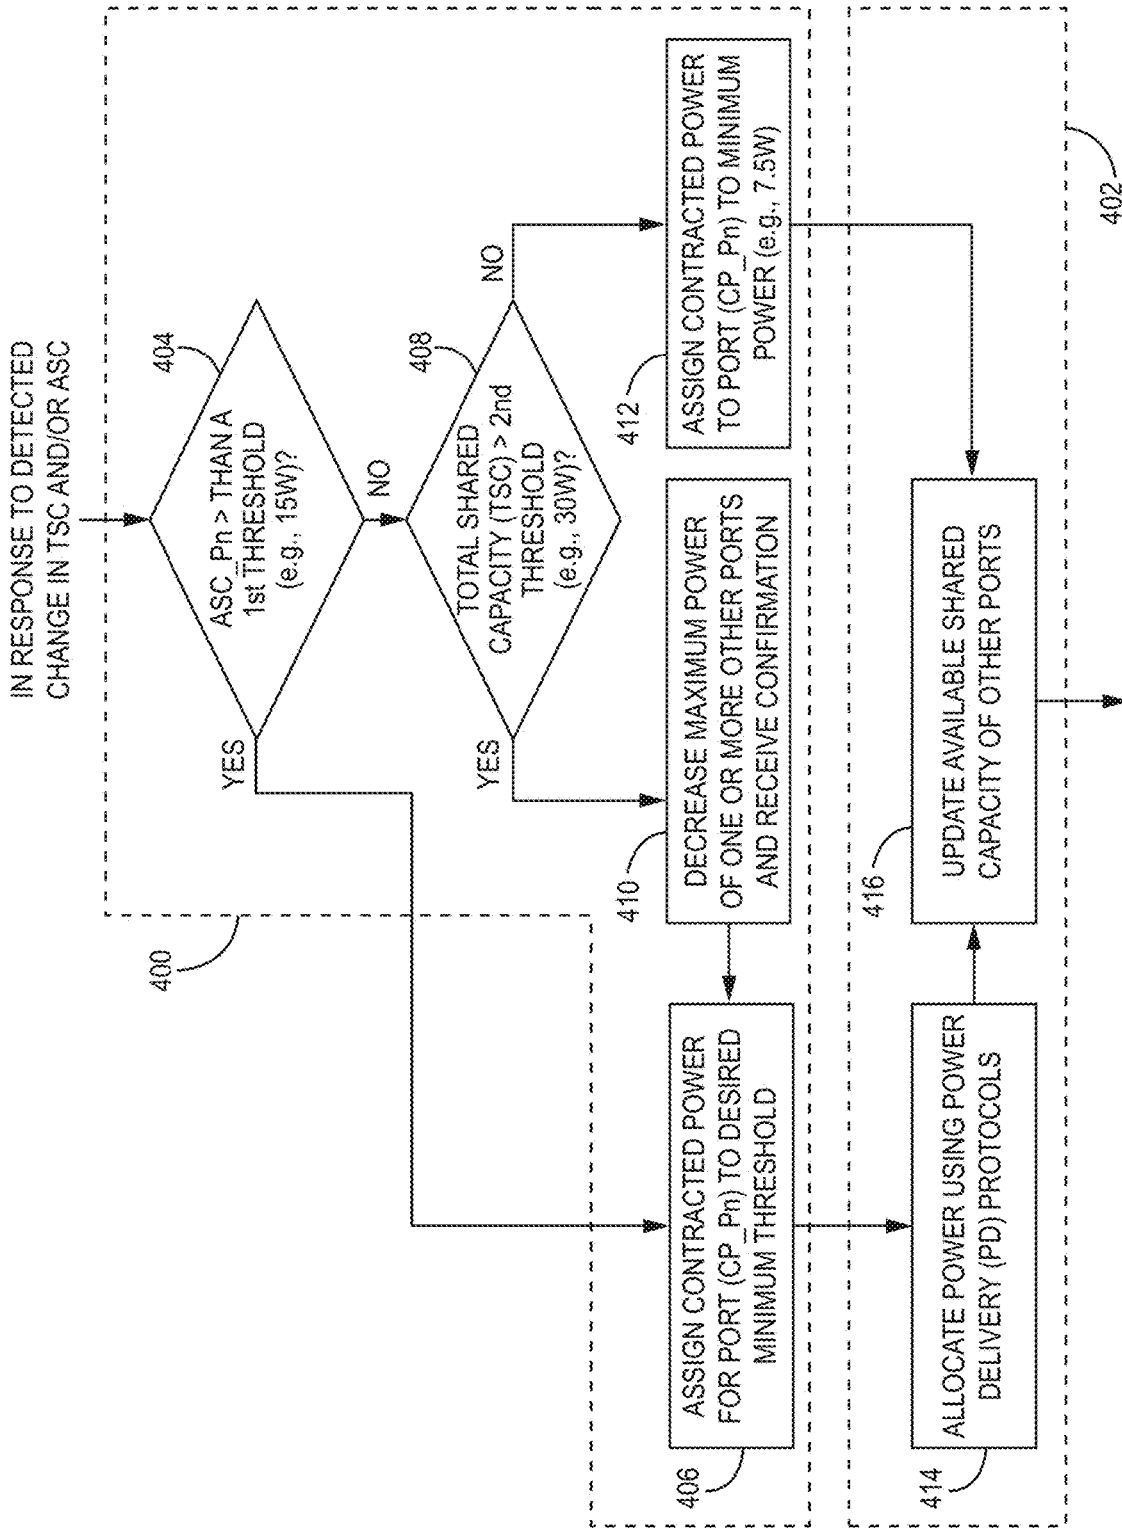 IN RESPONSE TO DETECTED
CHANGE IN TSC AND/OR ASC
404
ASC_Pn > THAN A
1st THRESHOLD
(e.g., 15W)?
YES
NO
408
TOTAL SHARED
CAPACITY (TSC) > 2nd
THRESHOLD
(e.g., 30W)?
YES
NO
400
406
ASSIGN CONTRACTED POWER
FOR PORT (CP_Pn) TO DESIRED
MINIMUM THRESHOLD
410
DECREASE MAXIMUM POWER
OF ONE OR MORE OTHER PORTS
AND RECEIVE CONFIRMATION
412
ASSIGN CONTRACTED POWER
TO PORT (CP_Pn) TO MINIMUM
POWER (e.g., 7.5W)
414
ALLOCATE POWER USING POWER
DELIVERY (PD) PROTOCOLS
416
UPDATE AVAILABLE SHARED
CAPACITY OF OTHER PORTS
402